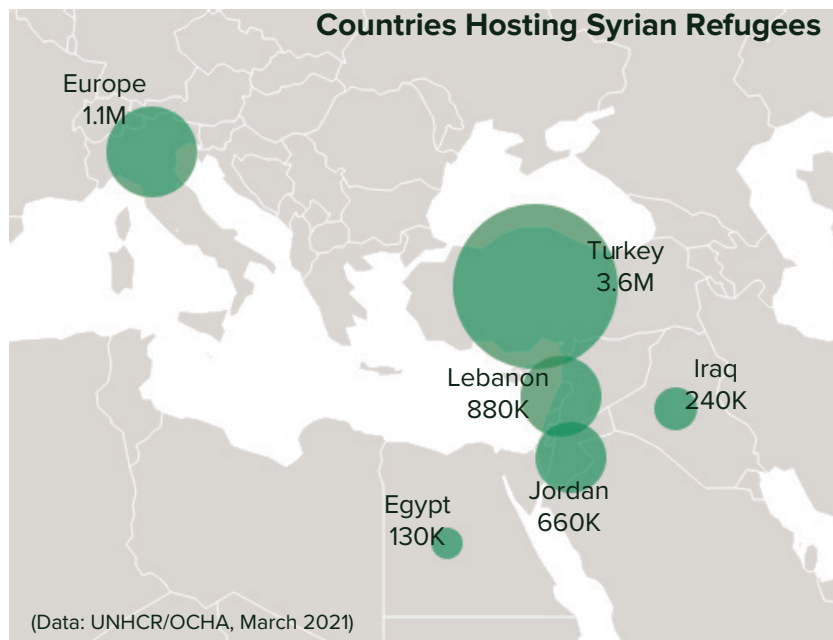 Countries Hosting Syrian Refugees
Europe
1.1M
Turkey
3.6M
Lebanon
880K
Iraq
240K
Jordan
660K
Egypt
130K
(Data: UNHCR/OCHA, March 2021)